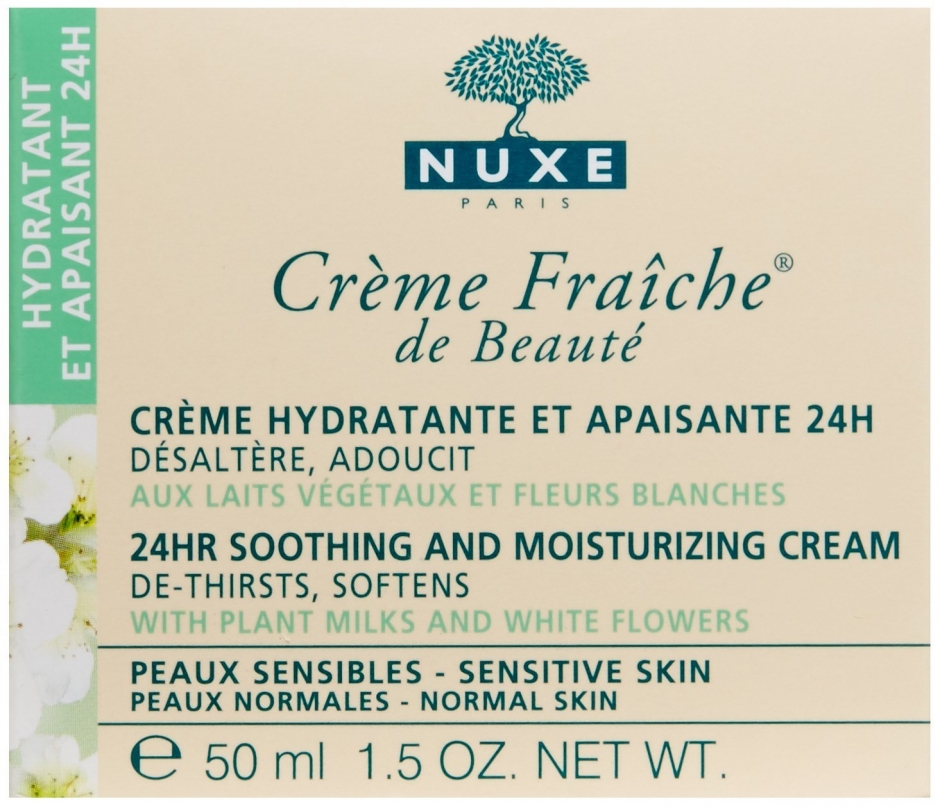 HYDRATANT
ET APAISANT 24H
NUXE
PARIS
Crème Fraîche®
de Beauté
CRÈME HYDRATANTE ET APAISANTE 24H
DÉSALTÈRE, ADOUCIT
AUX LAITS VÉGÉTAUX ET FLEURS BLANCHES
24HR SOOTHING AND MOISTURIZING CREAM
DE-THIRSTS, SOFTENS
WITH PLANT MILKS AND WHITE FLOWERS
PEAUX SENSIBLES - SENSITIVE SKIN
PEAUX NORMALES - NORMAL SKIN
℮ 50 ml 1.5 OZ. NET WT.